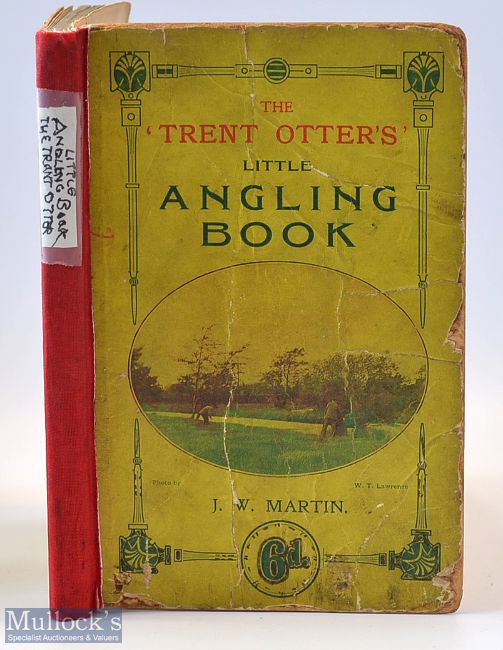 LITTLE
ANGLING BOOK
THE TRANT OTTER
THE
'TRENT OTTER'S'
LITTLE
ANGLING
BOOK
Photo by
W. T. Lawrence
J. W. MARTIN.
6d.
Mullock's
Specialist Auctioneers & Valuers